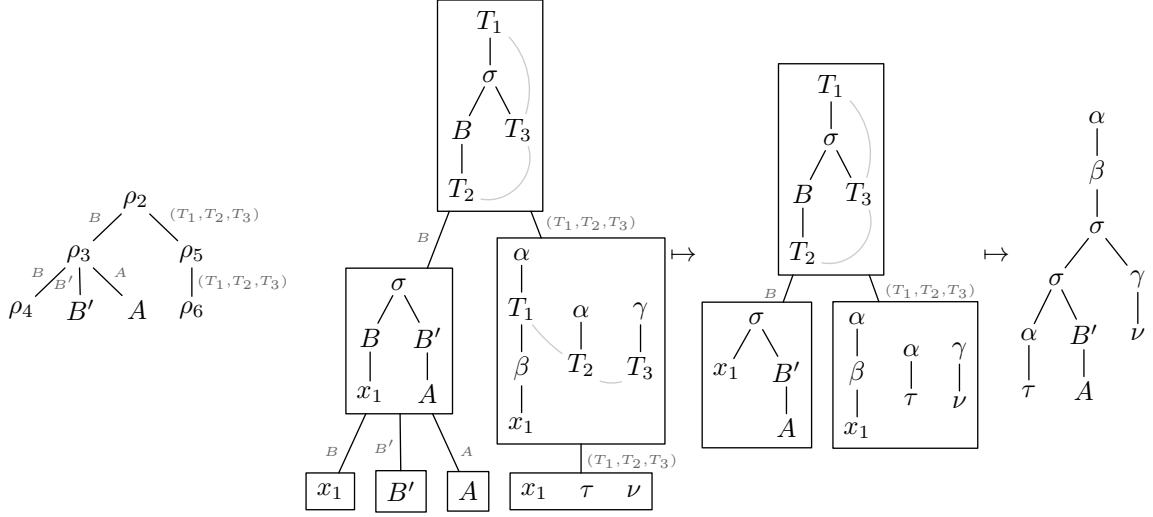 ρ₂
B (T₁,T₂,T₃)
ρ₃ ρ₅
B B′ A (T₁,T₂,T₃)
ρ₄ B′ A ρ₆
T₁
σ
B T₃
T₂
B (T₁,T₂,T₃)
σ
B B′
x₁ A
α
T₁ α γ
β T₂ T₃
x₁
B B′ A (T₁,T₂,T₃)
x₁ B′ A x₁ τ ν
↦
T₁
σ
B T₃
T₂
B (T₁,T₂,T₃)
σ
x₁ B′
A
α
β α γ
x₁ τ ν
↦
α
β
σ
σ γ
α B′ ν
τ A